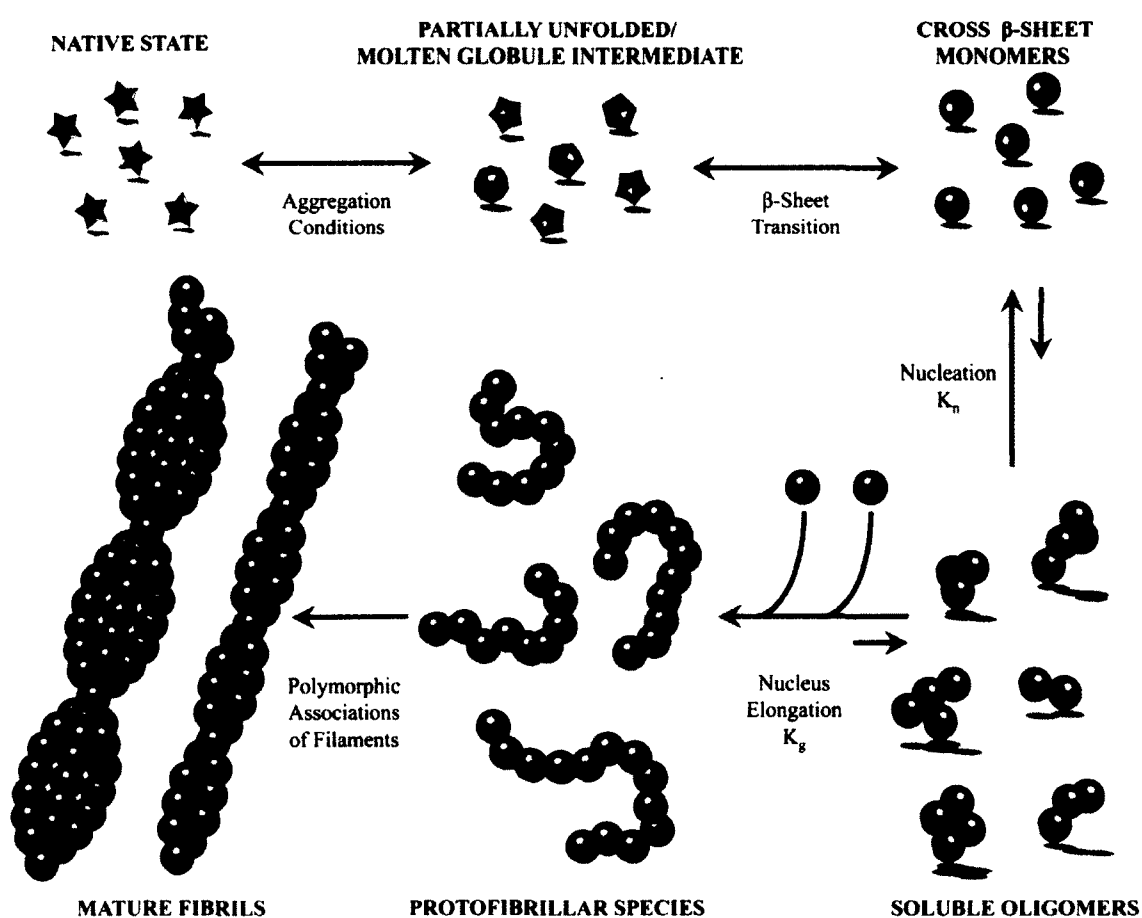 NATIVE STATE
PARTIALLY UNFOLDED/
MOLTEN GLOBULE INTERMEDIATE
CROSS β-SHEET
MONOMERS
Aggregation
Conditions
β-Sheet
Transition
Nucleation
Kn
Polymorphic
Associations
of Filaments
Nucleus
Elongation
Kg
MATURE FIBRILS
PROTOFIBRILLAR SPECIES
SOLUBLE OLIGOMERS